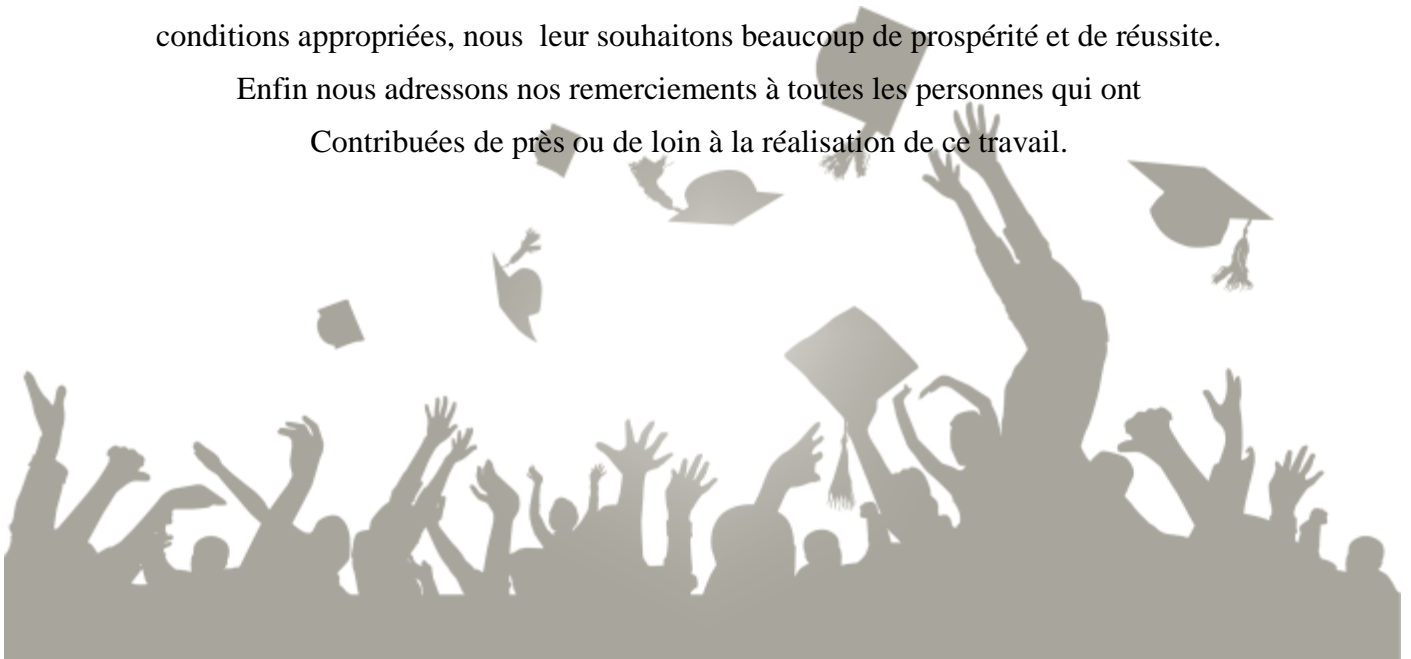 conditions appropriées, nous  leur souhaitons beaucoup de prospérité et de réussite.
Enfin nous adressons nos remerciements à toutes les personnes qui ont
Contribuées de près ou de loin à la réalisation de ce travail.